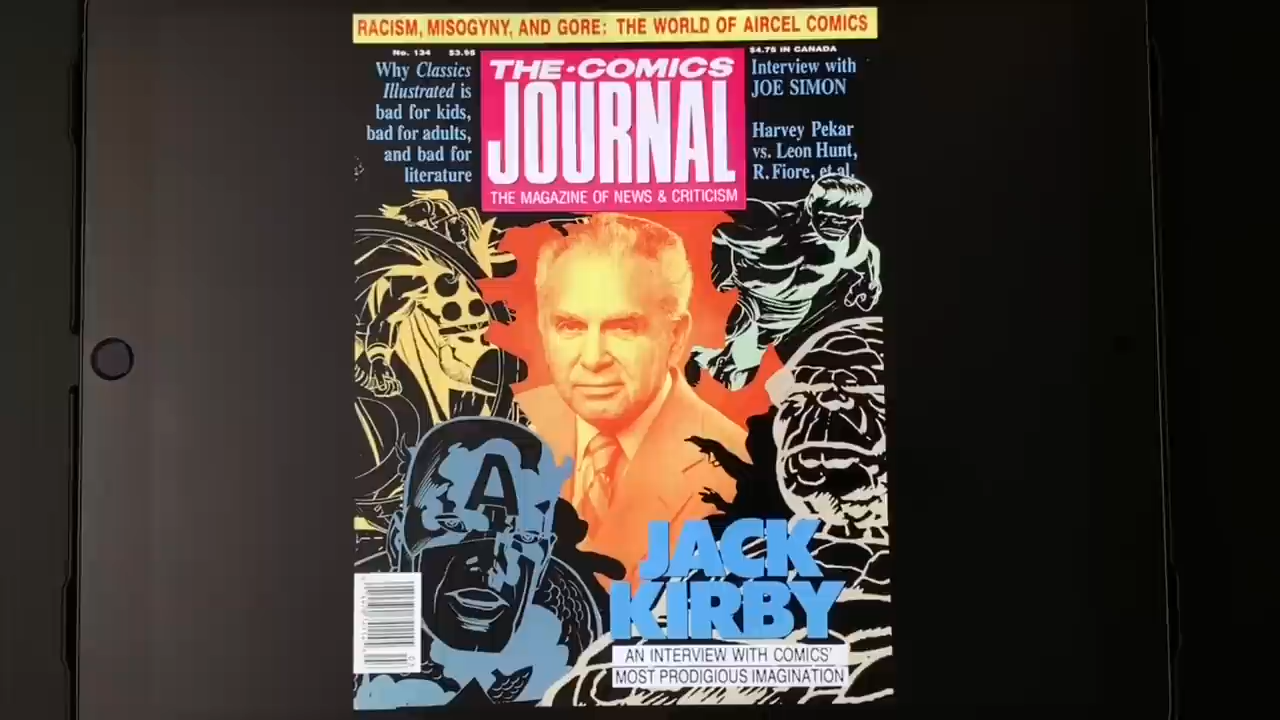 RACISM, MISOGYNY, AND GORE: THE WORLD OF AIRCEL COMICS
No. 134 $3.95
$4.75 IN CANADA
Why Classics
Illustrated is
bad for kids,
bad for adults,
and bad for
literature
THE·COMICS
JOURNAL
THE MAGAZINE OF NEWS & CRITICISM
Interview with
JOE SIMON
Harvey Pekar
vs. Leon Hunt,
R. Fiore, et al.
A
JACK
KIRBY
AN INTERVIEW WITH COMICS'
MOST PRODIGIOUS IMAGINATION